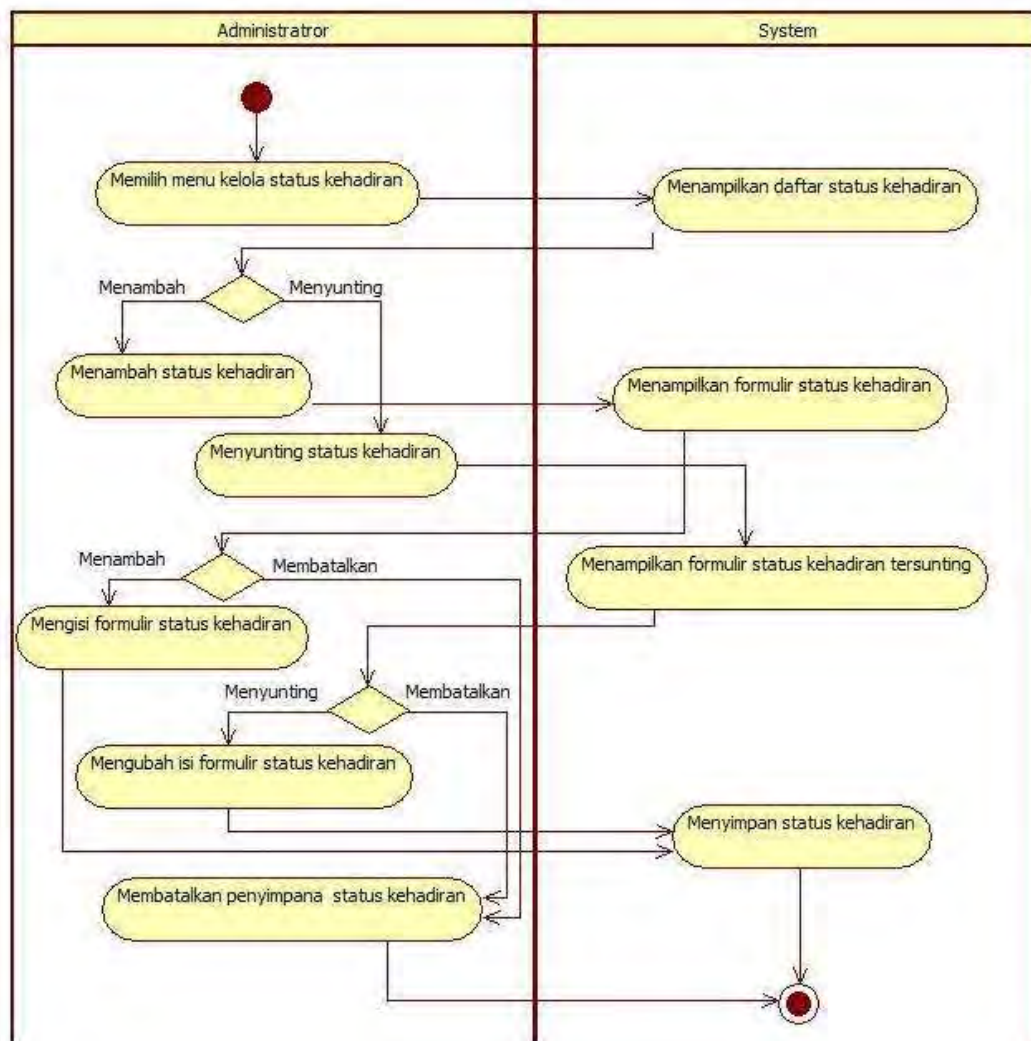 Administratror
System
Memilih menu kelola status kehadiran
Menampilkan daftar status kehadiran
Menambah
Menyunting
Menambah status kehadiran
Menampilkan formulir status kehadiran
Menyunting status kehadiran
Menambah
Membatalkan
Menampilkan formulir status kehadiran tersunting
Mengisi formulir status kehadiran
Menyunting
Membatalkan
Mengubah isi formulir status kehadiran
Menyimpan status kehadiran
Membatalkan penyimpana status kehadiran